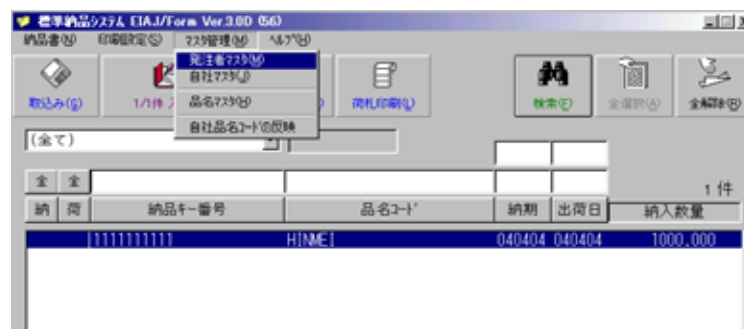 標準納品システム EIAJ/Form Ver.3.0D (56)
納品書(N) 印刷設定(S) マスタ管理(M) ヘルプ(H)
発注者マスタ(M)
自社マスタ(J)
品名マスタ(H)
自社品名コードの反映
取込み(G) 1/1件 荷札印刷(L) 検索(F) 全選択(A) 全解除(B)
(全て)
全 全 1 件
納 荷 納品キー番号 品名コード 納期 出荷日 納入数量
1111111111 HINMEI 040404 040404 1000.000